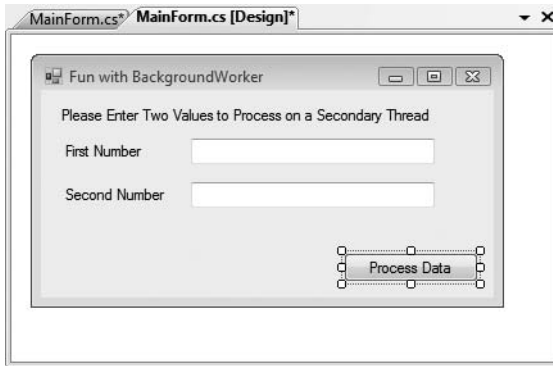 MainForm.cs* MainForm.cs [Design]*
Fun with BackgroundWorker
Please Enter Two Values to Process on a Secondary Thread
First Number
Second Number
Process Data